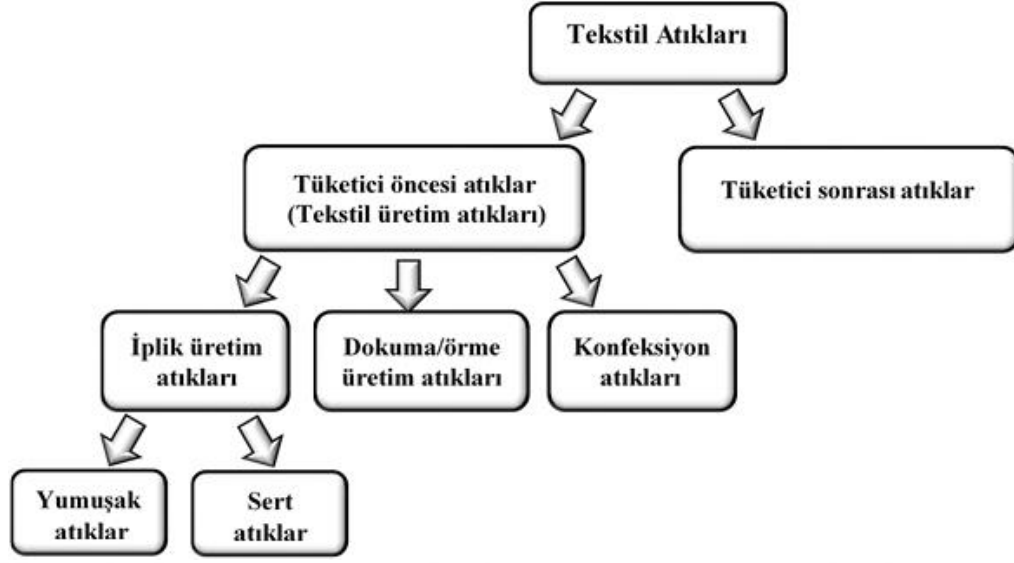 Tekstil Atıkları
Tüketici öncesi atıklar
(Tekstil üretim atıkları)
Tüketici sonrası atıklar
İplik üretim
atıkları
Dokuma/örme
üretim atıkları
Konfeksiyon
atıkları
Yumuşak
atıklar
Sert
atıklar